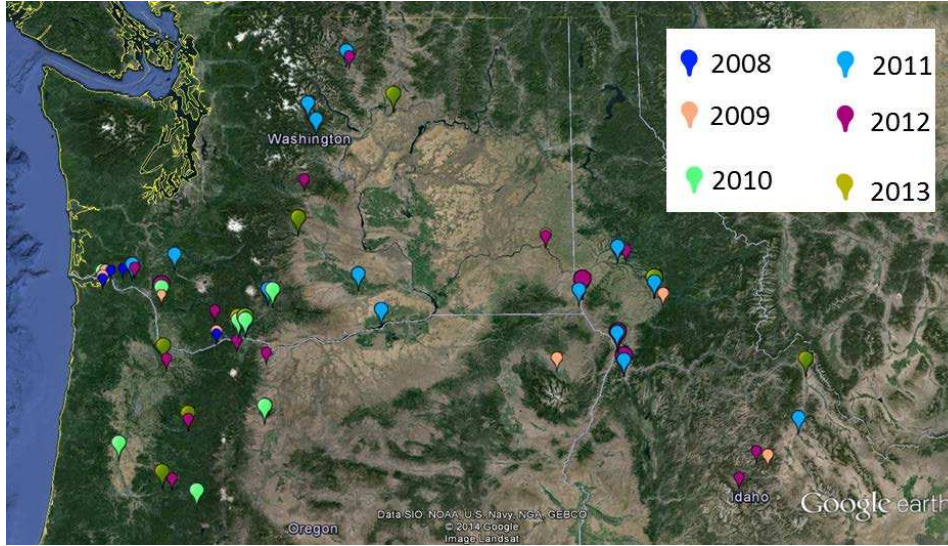 2008
2011
2009
2012
2010
2013
Washington
Idaho
Oregon
Data SIO, NOAA, U.S. Navy, NGA, GEBCO
© 2014 Google
Image Landsat
Google earth